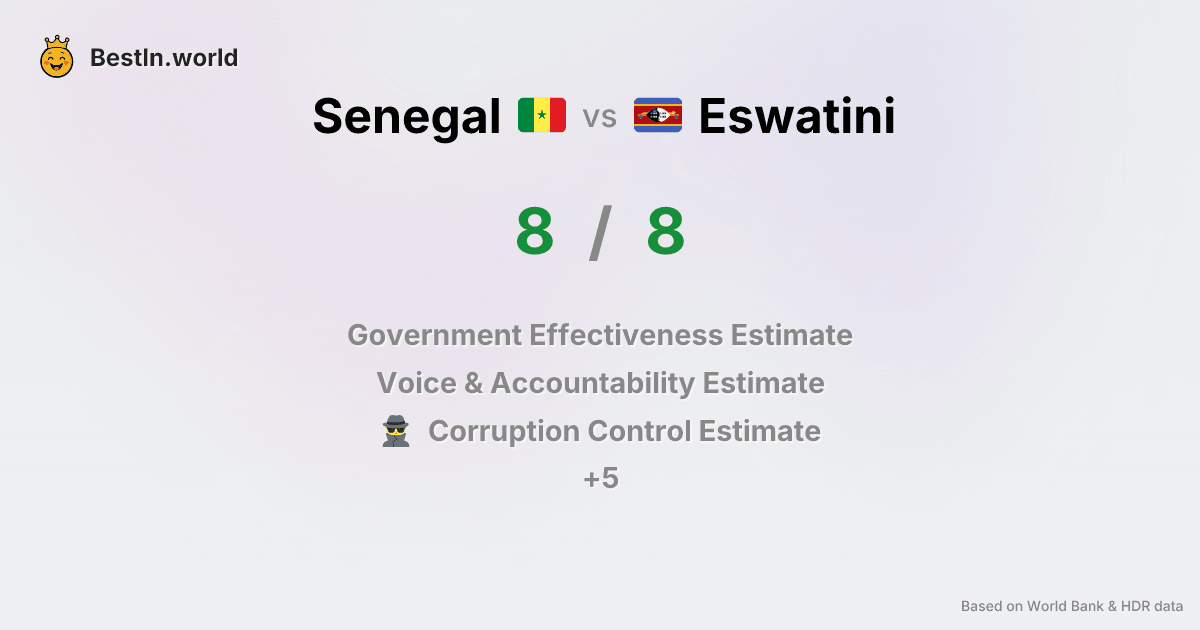 BestIn.world
Senegal vs Eswatini
8 / 8
Government Effectiveness Estimate
Voice & Accountability Estimate
Corruption Control Estimate
+5
Based on World Bank & HDR data